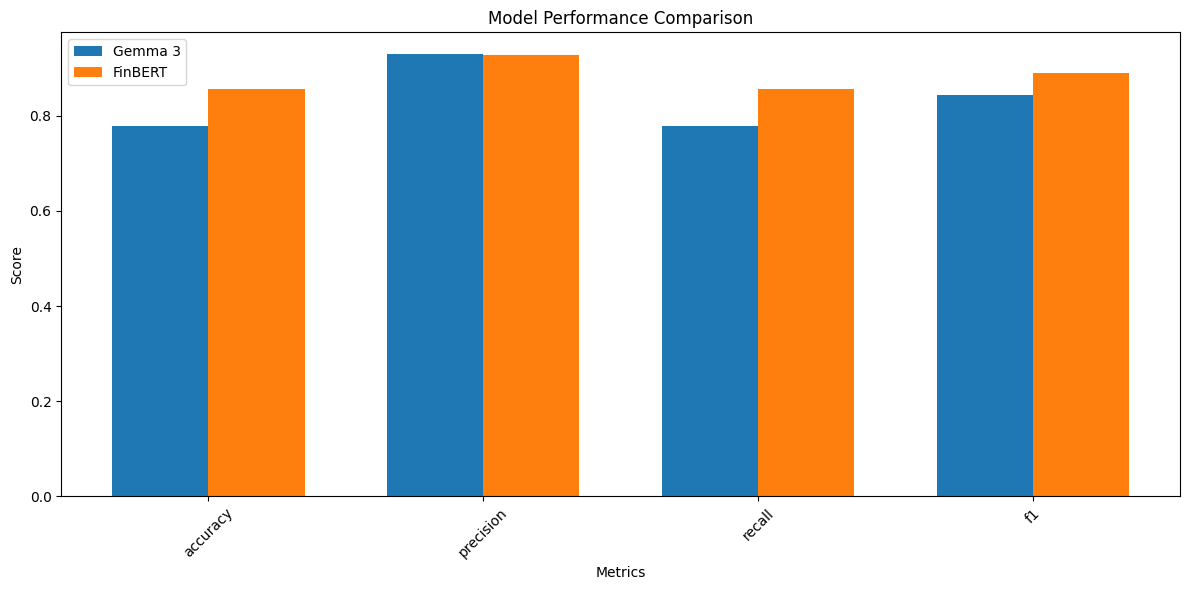 Model Performance Comparison
Gemma 3
FinBERT
Score
0.8
0.6
0.4
0.2
0.0
accuracy
precision
recall
f1
Metrics